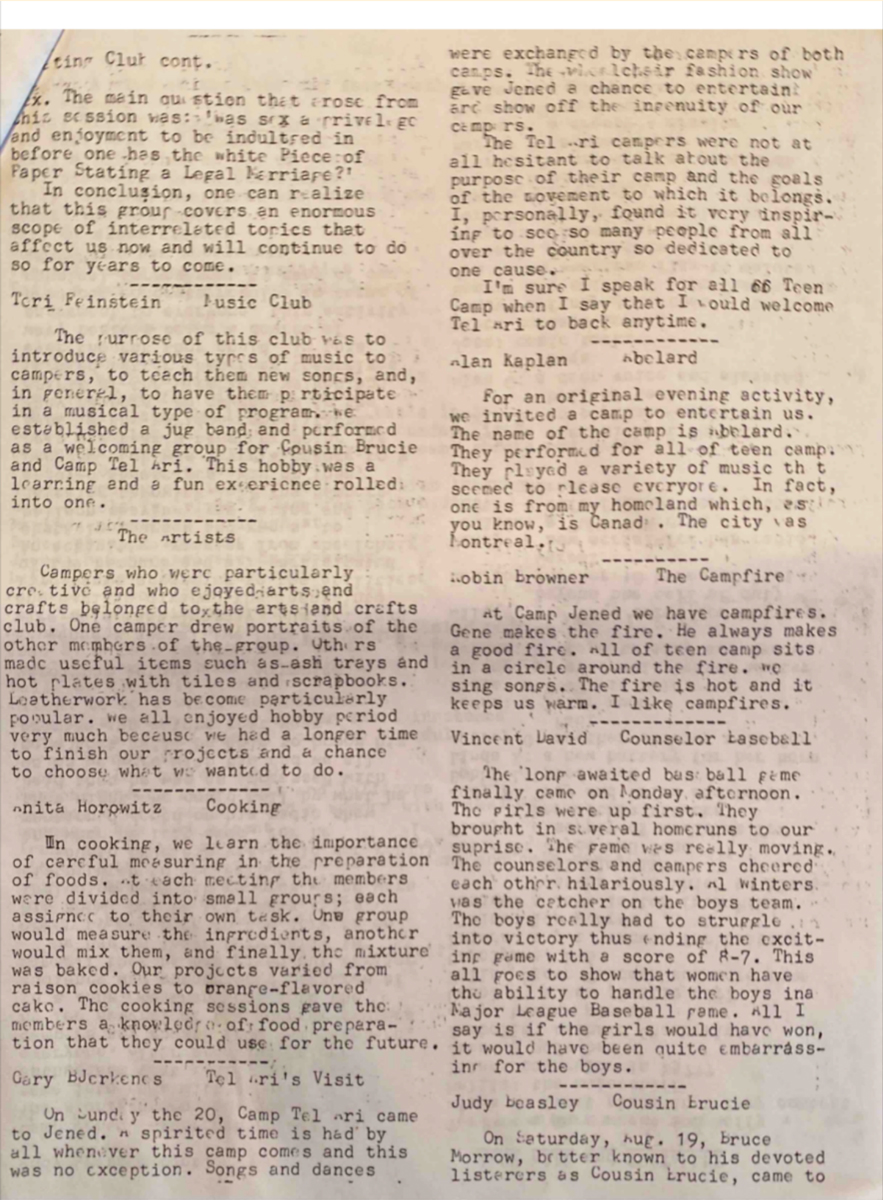 ting Club cont.
x. The main question that arose from
this session was: 'Was sex a privelege
and enjoyment to be indultred in
before one has the white Piece of
Paper Stating a Legal Marriage?'
In conclusion, one can realize
that this group covers an enormous
scope of interrelated topics that
affect us now and will continue to do
so for years to come.
------------
Teri Feinstein Music Club
The purpose of this club was to
introduce various types of music to
campers, to teach them new songs, and,
in general, to have them participate
in a musical type of program. We
established a jug band and performed
as a welcoming group for Cousin Brucie
and Camp Tel Ari. This hobby was a
learning and a fun experience rolled
into one.
------------
The Artists
Campers who were particularly
creative and who ejoyed arts and
crafts belonged to the arts and crafts
club. One camper drew portraits of the
other members of the group. Others
made useful items such as ash trays and
hot plates with tiles and scrapbooks.
Leatherwork has become particularly
popular. We all enjoyed hobby period
very much because we had a longer time
to finish our projects and a chance
to choose what we wanted to do.
------------
Anita Horowitz Cooking
In cooking, we learn the importance
of careful measuring in the preparation
of foods. At each meeting the members
were divided into small groups; each
assignee to their own task. One group
would measure the ingredients, another
would mix them, and finally the mixture
was baked. Our projects varied from
raison cookies to orange-flavored
cake. The cooking sessions gave the
members a knowledge of food prepara-
tion that they could use for the future.
------------
Gary BJerkenes Tel Ari's Visit
On Sunday the 20, Camp Tel Ari came
to Jened. A spirited time is had by
all whenever this camp comes and this
was no exception. Songs and dances
were exchanged by the campers of both
camps. The wheelchair fashion show
gave Jened a chance to entertain
and show off the ingenuity of our
campers.
The Tel Ari campers were not at
all hesitant to talk about the
purpose of their camp and the goals
of the movement to which it belongs.
I, personally, found it very inspir-
ing to see so many people from all
over the country so dedicated to
one cause.
I'm sure I speak for all 66 Teen
Camp when I say that I would welcome
Tel Ari to back anytime.
------------
Alan Kaplan Abelard
For an original evening activity,
we invited a camp to entertain us.
The name of the camp is Abelard.
They performed for all of teen camp.
They played a variety of music that
seemed to please everyone. In fact,
one is from my homeland which, as
you know, is Canada. The city was
Montreal.
------------
Robin Browner The Campfire
At Camp Jened we have campfires.
Gene makes the fire. He always makes
a good fire. All of teen camp sits
in a circle around the fire. We
sing songs. The fire is hot and it
keeps us warm. I like campfires.
------------
Vincent David Counselor Baseball
The long awaited baseball game
finally came on Monday afternoon.
The girls were up first. They
brought in several homeruns to our
suprise. The game was really moving.
The counselors and campers cheered
each other hilariously. Al Winters
was the catcher on the boys team.
The boys really had to struggle
into victory thus ending the excit-
ing game with a score of 8-7. This
all goes to show that women have
the ability to handle the boys ina
Major League Baseball game. All I
say is if the girls would have won,
it would have been quite embarrass-
ing for the boys.
------------
Judy Beasley Cousin Brucie
On Saturday, Aug. 19, Bruce
Morrow, better known to his devoted
listeners as Cousin Brucie, came to